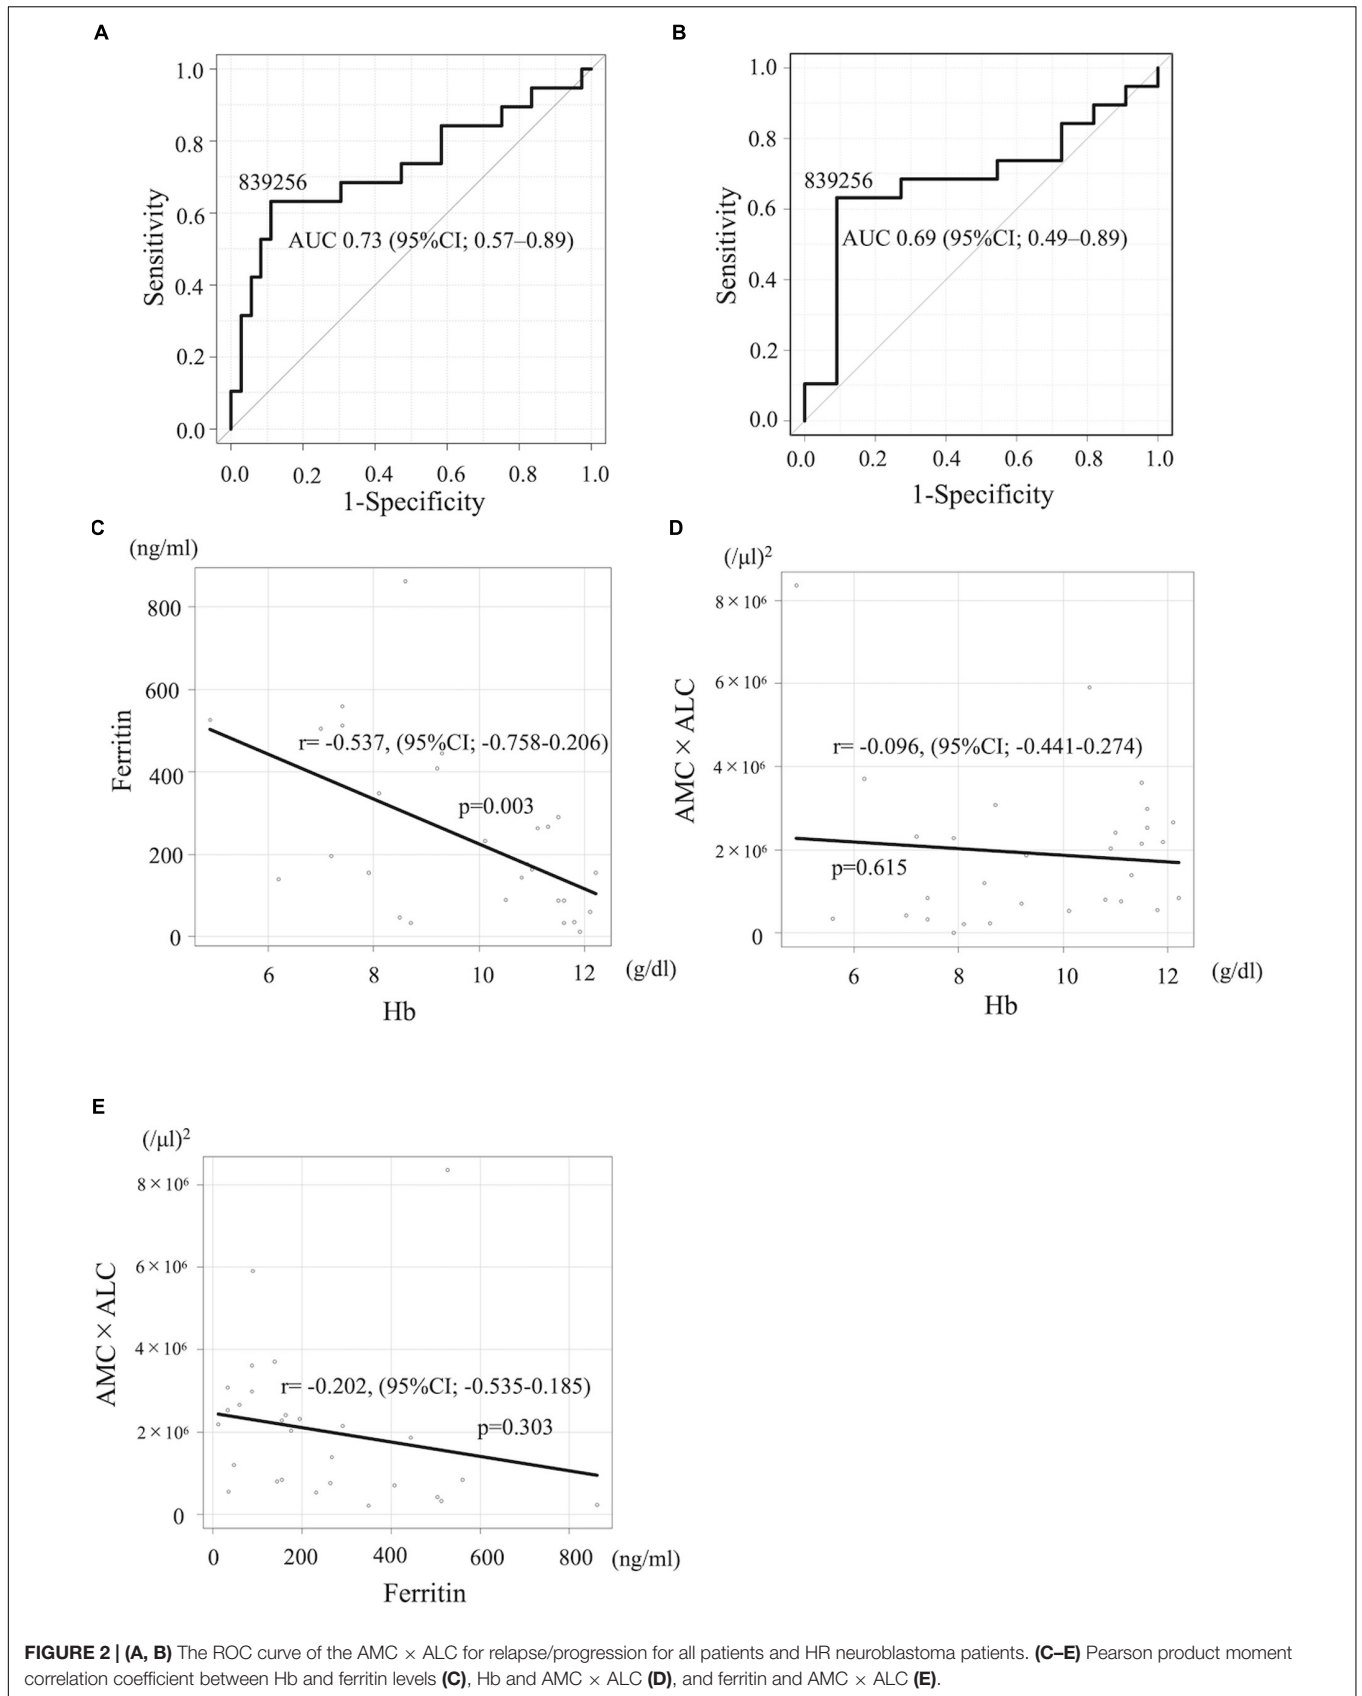 A
1.0
0.8
0.6
0.4
0.2
0.0
Sensitivity
839256
AUC 0.73 (95%CI; 0.57–0.89)
0.0 0.2 0.4 0.6 0.8 1.0
1-Specificity
B
1.0
0.8
0.6
0.4
0.2
0.0
Sensitivity
839256
AUC 0.69 (95%CI; 0.49–0.89)
0.0 0.2 0.4 0.6 0.8 1.0
1-Specificity
C
(ng/ml)
800
600
400
200
0
Ferritin
r= -0.537, (95%CI; -0.758-0.206)
p=0.003
6 8 10 12 (g/dl)
Hb
D
(/μl)²
8×10⁶
6×10⁶
4×10⁶
2×10⁶
0
AMC × ALC
r= -0.096, (95%CI; -0.441-0.274)
p=0.615
6 8 10 12 (g/dl)
Hb
E
(/μl)²
8×10⁶
6×10⁶
4×10⁶
2×10⁶
0
AMC × ALC
r= -0.202, (95%CI; -0.535-0.185)
p=0.303
0 200 400 600 800 (ng/ml)
Ferritin
FIGURE 2 | (A, B) The ROC curve of the AMC × ALC for relapse/progression for all patients and HR neuroblastoma patients. (C–E) Pearson product moment
correlation coefficient between Hb and ferritin levels (C), Hb and AMC × ALC (D), and ferritin and AMC × ALC (E).